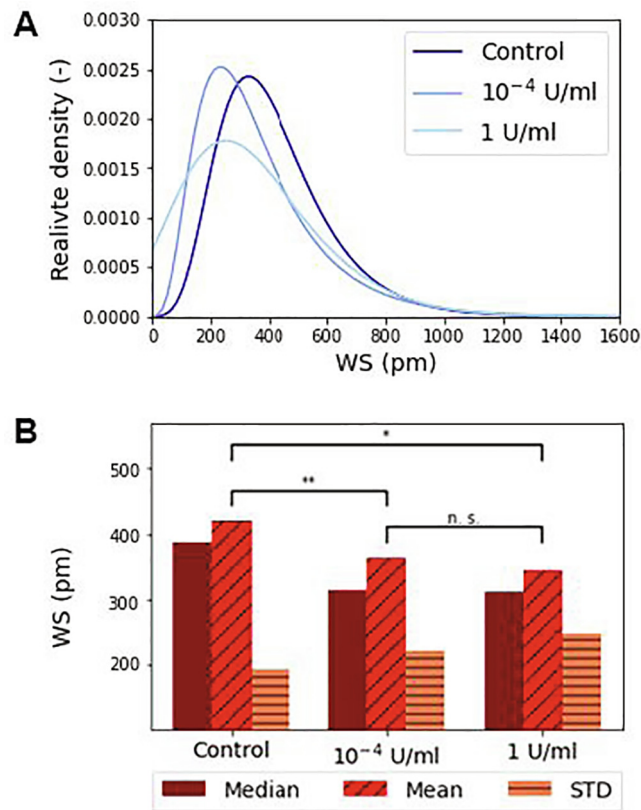 A
0.0030
0.0025
0.0020
0.0015
0.0010
0.0005
0.0000
Realivte density (-)
Control
10⁻⁴ U/ml
1 U/ml
0 200 400 600 800 1000 1200 1400 1600
WS (pm)
B
500
400
300
200
WS (pm)
*
**
n. s.
Control 10⁻⁴ U/ml 1 U/ml
Median Mean STD